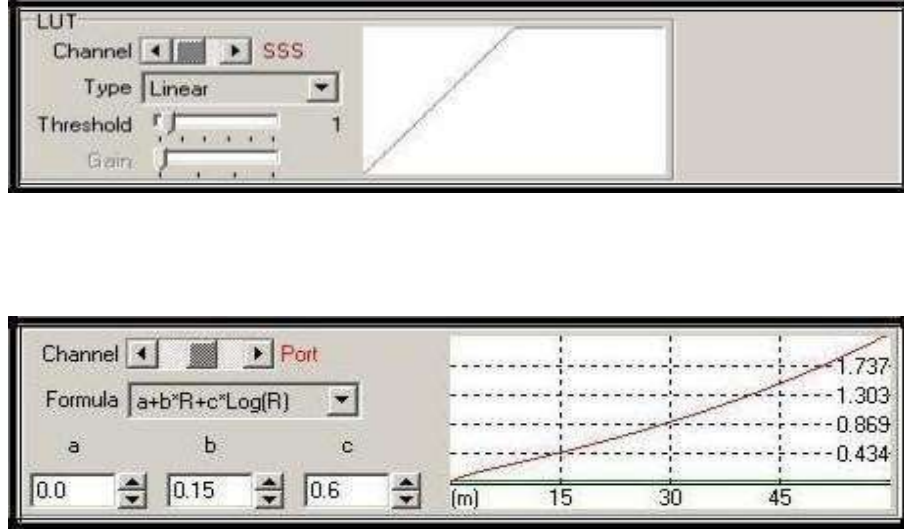 LUT
Channel SSS
Type Linear
Threshold 1
Gain
Channel Port
Formula a+b*R+c*Log(R)
a b c
0.0 0.15 0.6
1.737
1.303
0.869
0.434
(m) 15 30 45